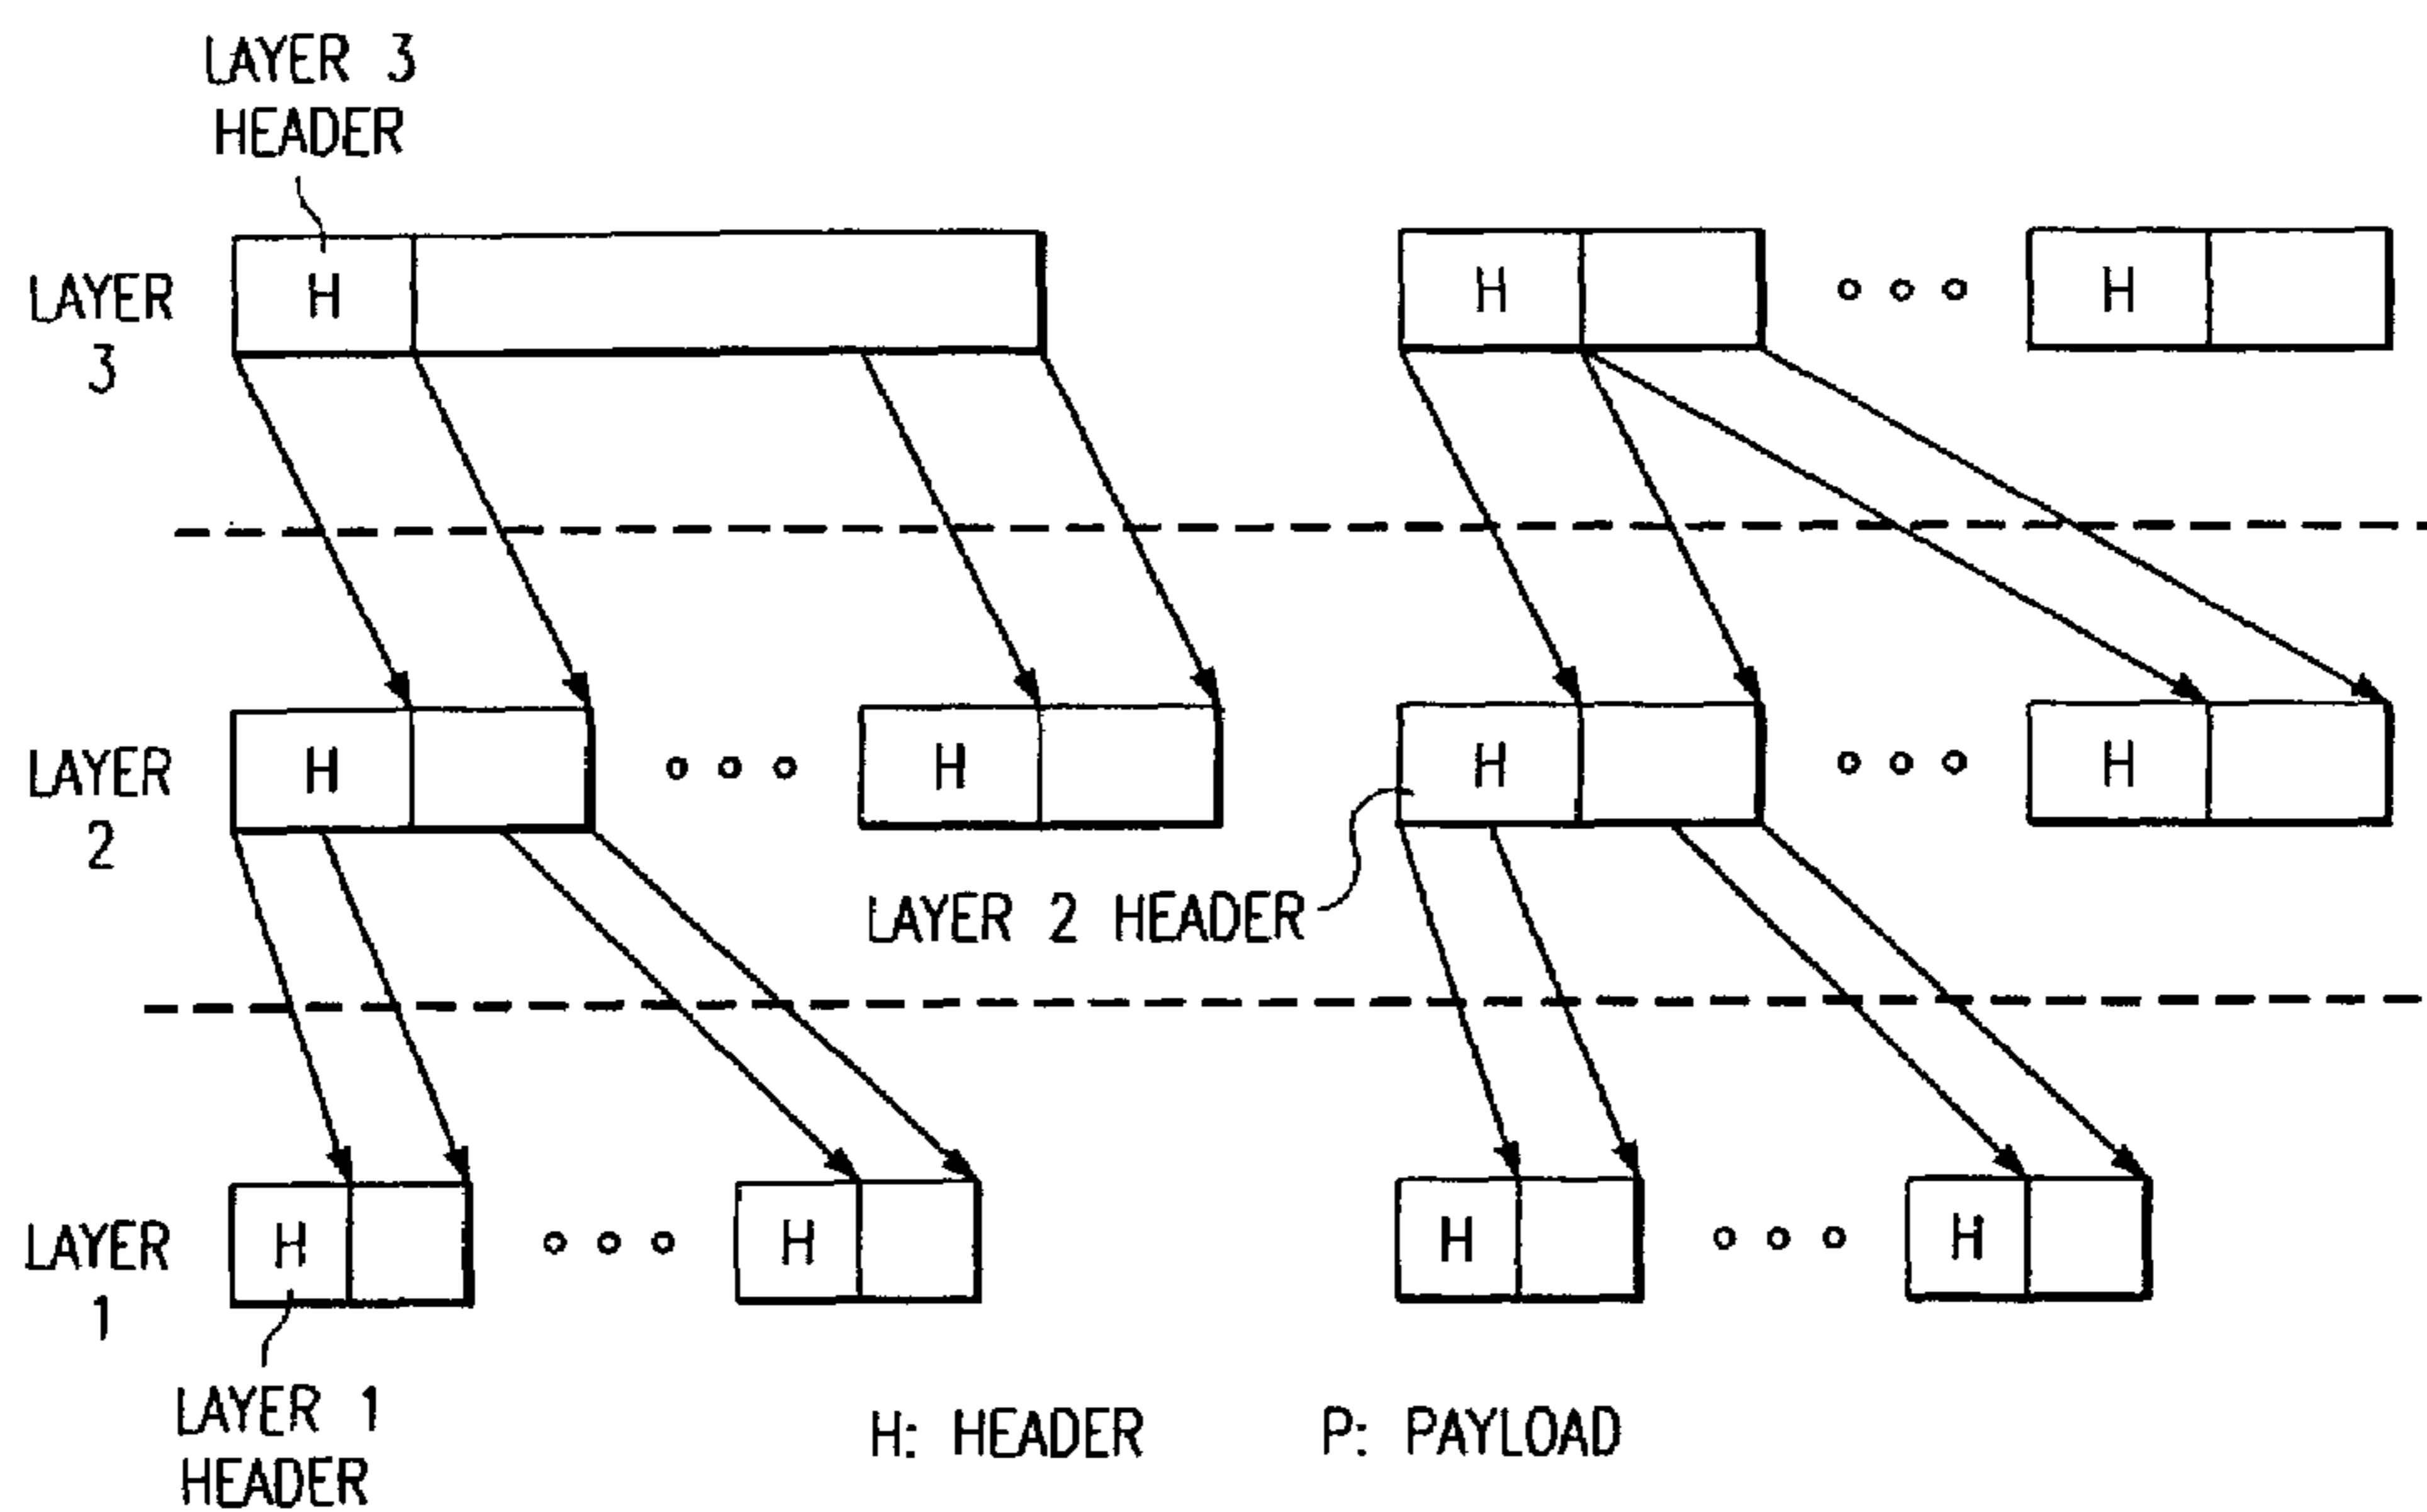 LAYER 3
HEADER
LAYER
3
H
H
H
LAYER
2
H
H
H
H
LAYER 2 HEADER
LAYER
1
H
H
H
H
LAYER 1
HEADER
H: HEADER
P: PAYLOAD